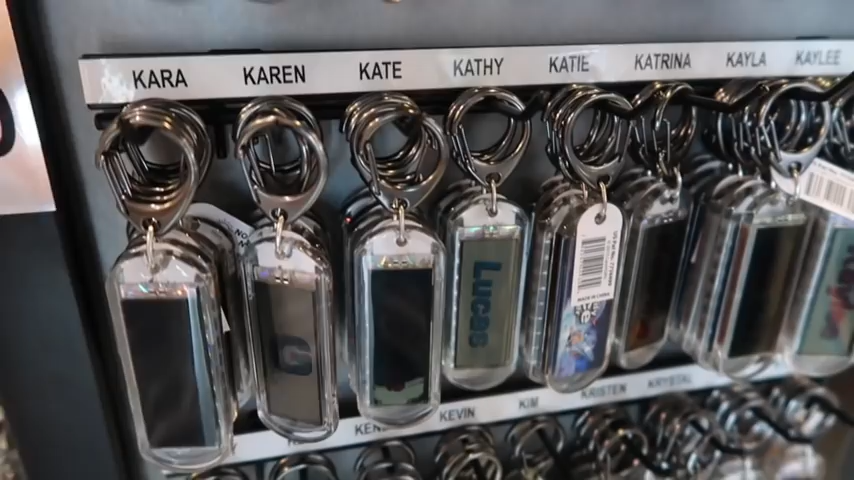 KARA KAREN KATE KATHY KATIE KATRINA KAYLA KAYLEE
Lucas
G
MADE IN CHINA
KEVIN KIM KRISTEN KRYSTAL